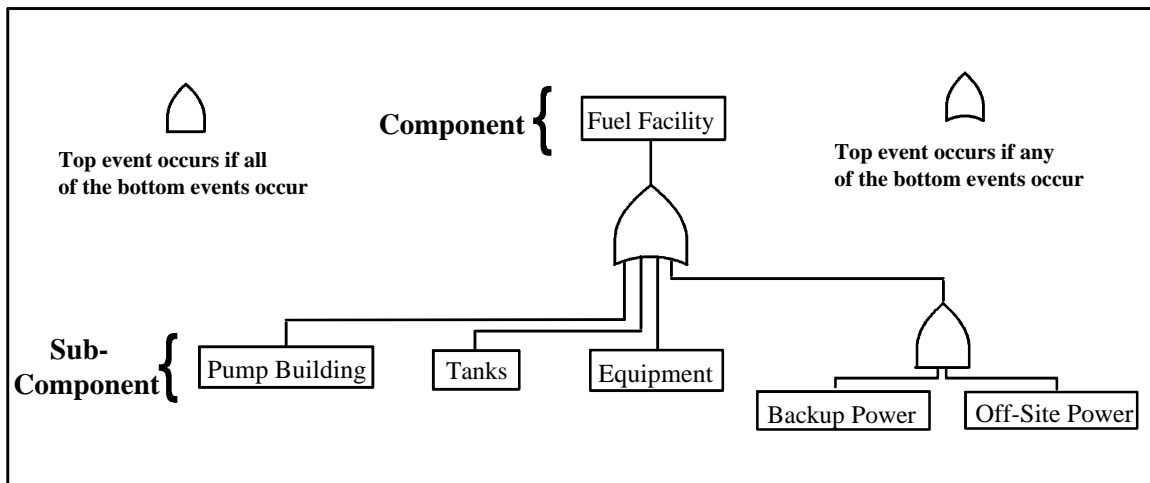 Component
Fuel Facility
Top event occurs if all
of the bottom events occur
Top event occurs if any
of the bottom events occur
Sub-
Component
Pump Building
Tanks
Equipment
Backup Power
Off-Site Power